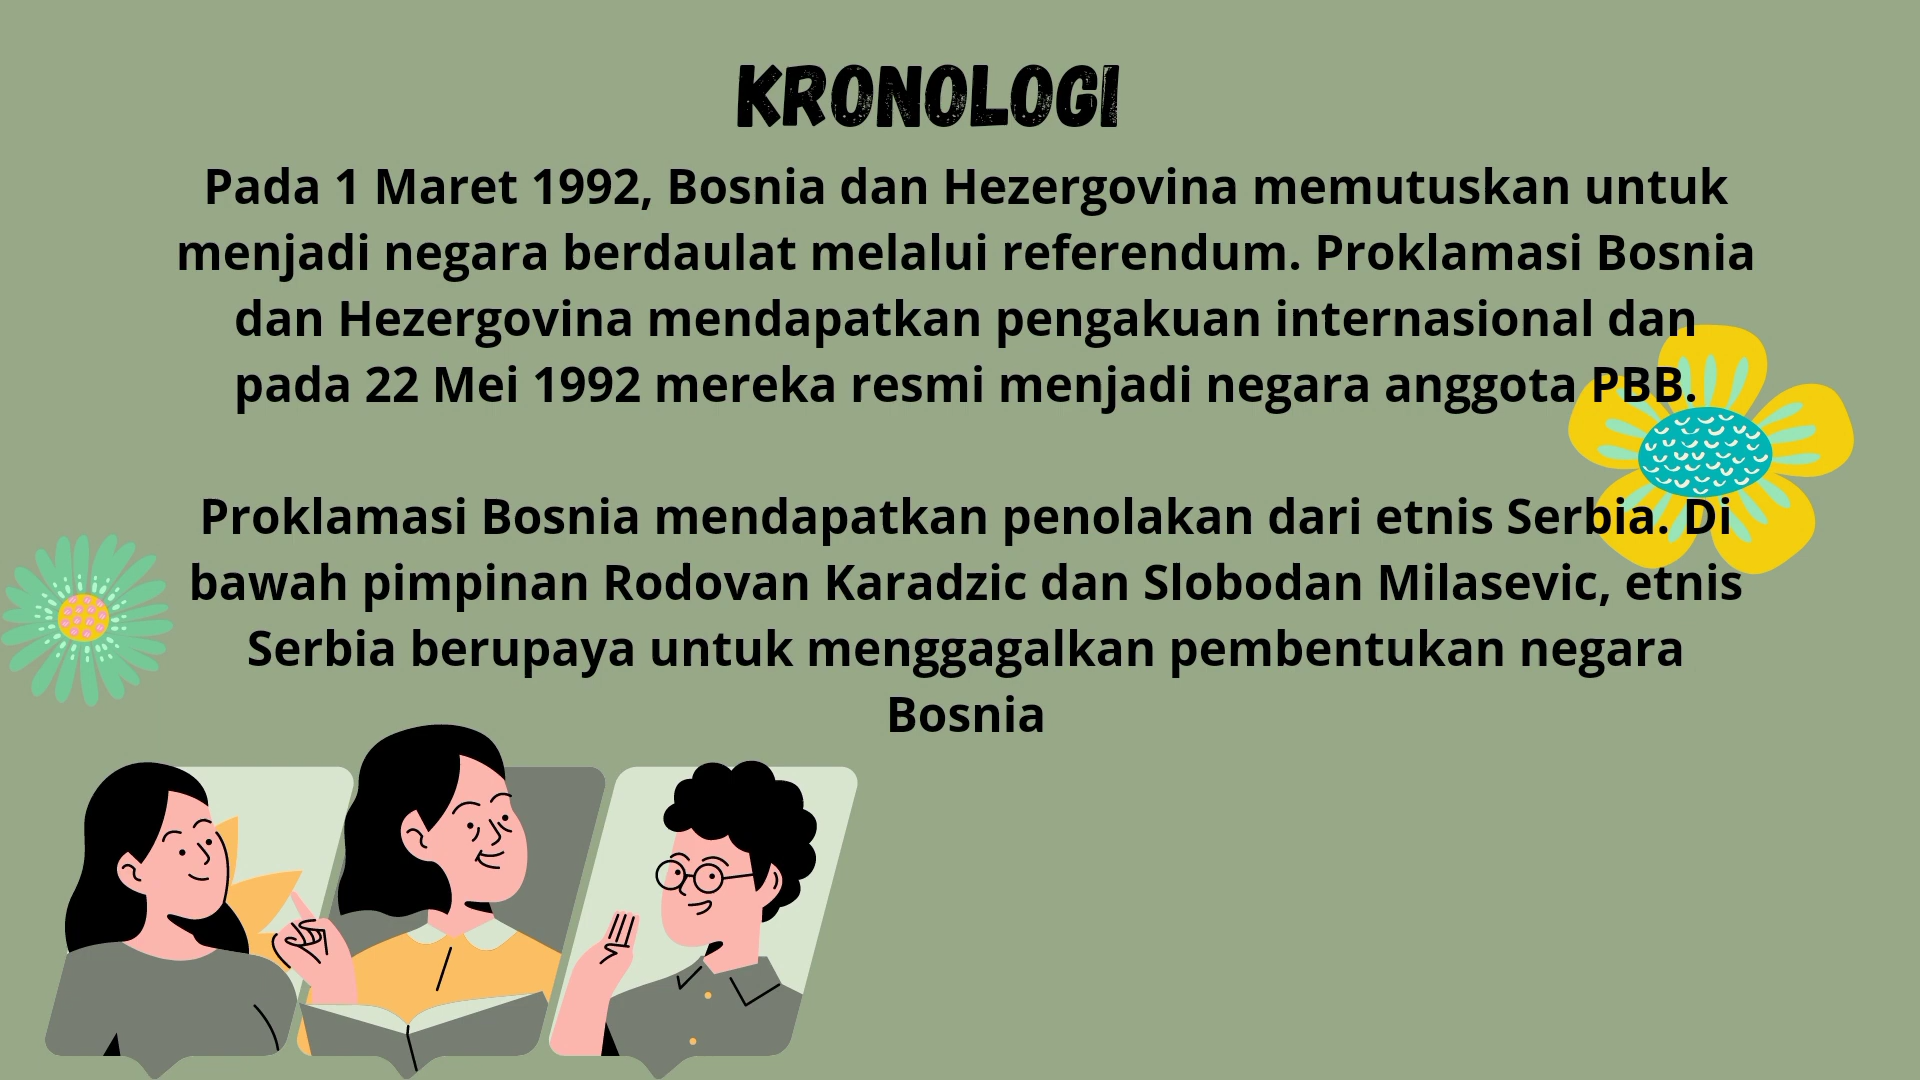 KRONOLOGI
Pada 1 Maret 1992, Bosnia dan Hezergovina memutuskan untuk
menjadi negara berdaulat melalui referendum. Proklamasi Bosnia
dan Hezergovina mendapatkan pengakuan internasional dan
pada 22 Mei 1992 mereka resmi menjadi negara anggota PBB.
Proklamasi Bosnia mendapatkan penolakan dari etnis Serbia. Di
bawah pimpinan Rodovan Karadzic dan Slobodan Milasevic, etnis
Serbia berupaya untuk menggagalkan pembentukan negara
Bosnia